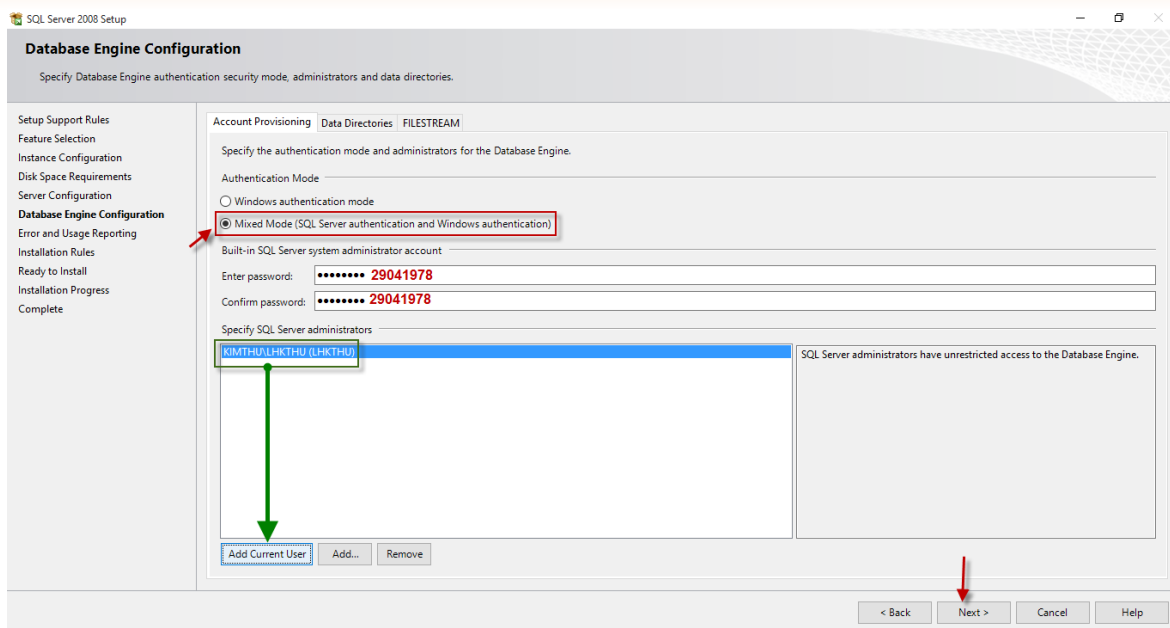 SQL Server 2008 Setup
Database Engine Configuration
Specify Database Engine authentication security mode, administrators and data directories.
Setup Support Rules
Feature Selection
Instance Configuration
Disk Space Requirements
Server Configuration
Database Engine Configuration
Error and Usage Reporting
Installation Rules
Ready to Install
Installation Progress
Complete
Account Provisioning Data Directories FILESTREAM
Specify the authentication mode and administrators for the Database Engine.
Authentication Mode
Windows authentication mode
Mixed Mode (SQL Server authentication and Windows authentication)
Built-in SQL Server system administrator account
Enter password: •••••••• 29041978
Confirm password: •••••••• 29041978
Specify SQL Server administrators
KIMTHU\LHKTHU (LHKTHU)
SQL Server administrators have unrestricted access to the Database Engine.
Add Current User Add... Remove
< Back Next > Cancel Help